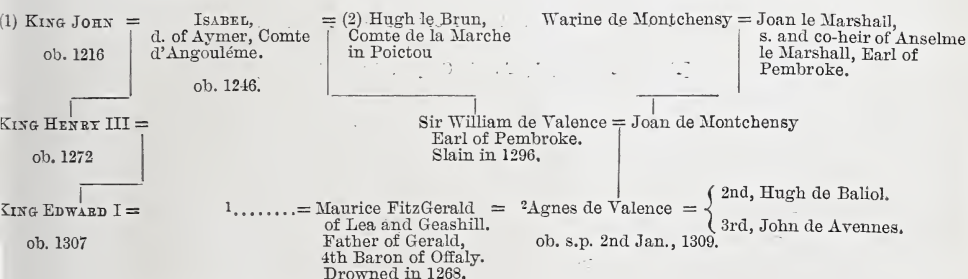 (1) KING JOHN =
ob. 1216
ISABEL,
d. of Aymer, Comte
d'Angouléme.
ob. 1246.
= (2) Hugh le Brun,
Comte de la Marche
in Poictou
Warine de Montchensy = Joan le Marshall,
s. and co-heir of Anselme
le Marshall, Earl of
Pembroke.
KING HENRY III =
ob. 1272
Sir William de Valence = Joan de Montchensy
Earl of Pembroke.
Slain in 1296.
KING EDWARD I =
ob. 1307
1........= Maurice FitzGerald
of Lea and Geashill.
Father of Gerald,
4th Baron of Offaly.
Drowned in 1268.
= ²Agnes de Valence =
ob. s.p. 2nd Jan., 1309.
2nd, Hugh de Baliol.
3rd, John de Avennes.